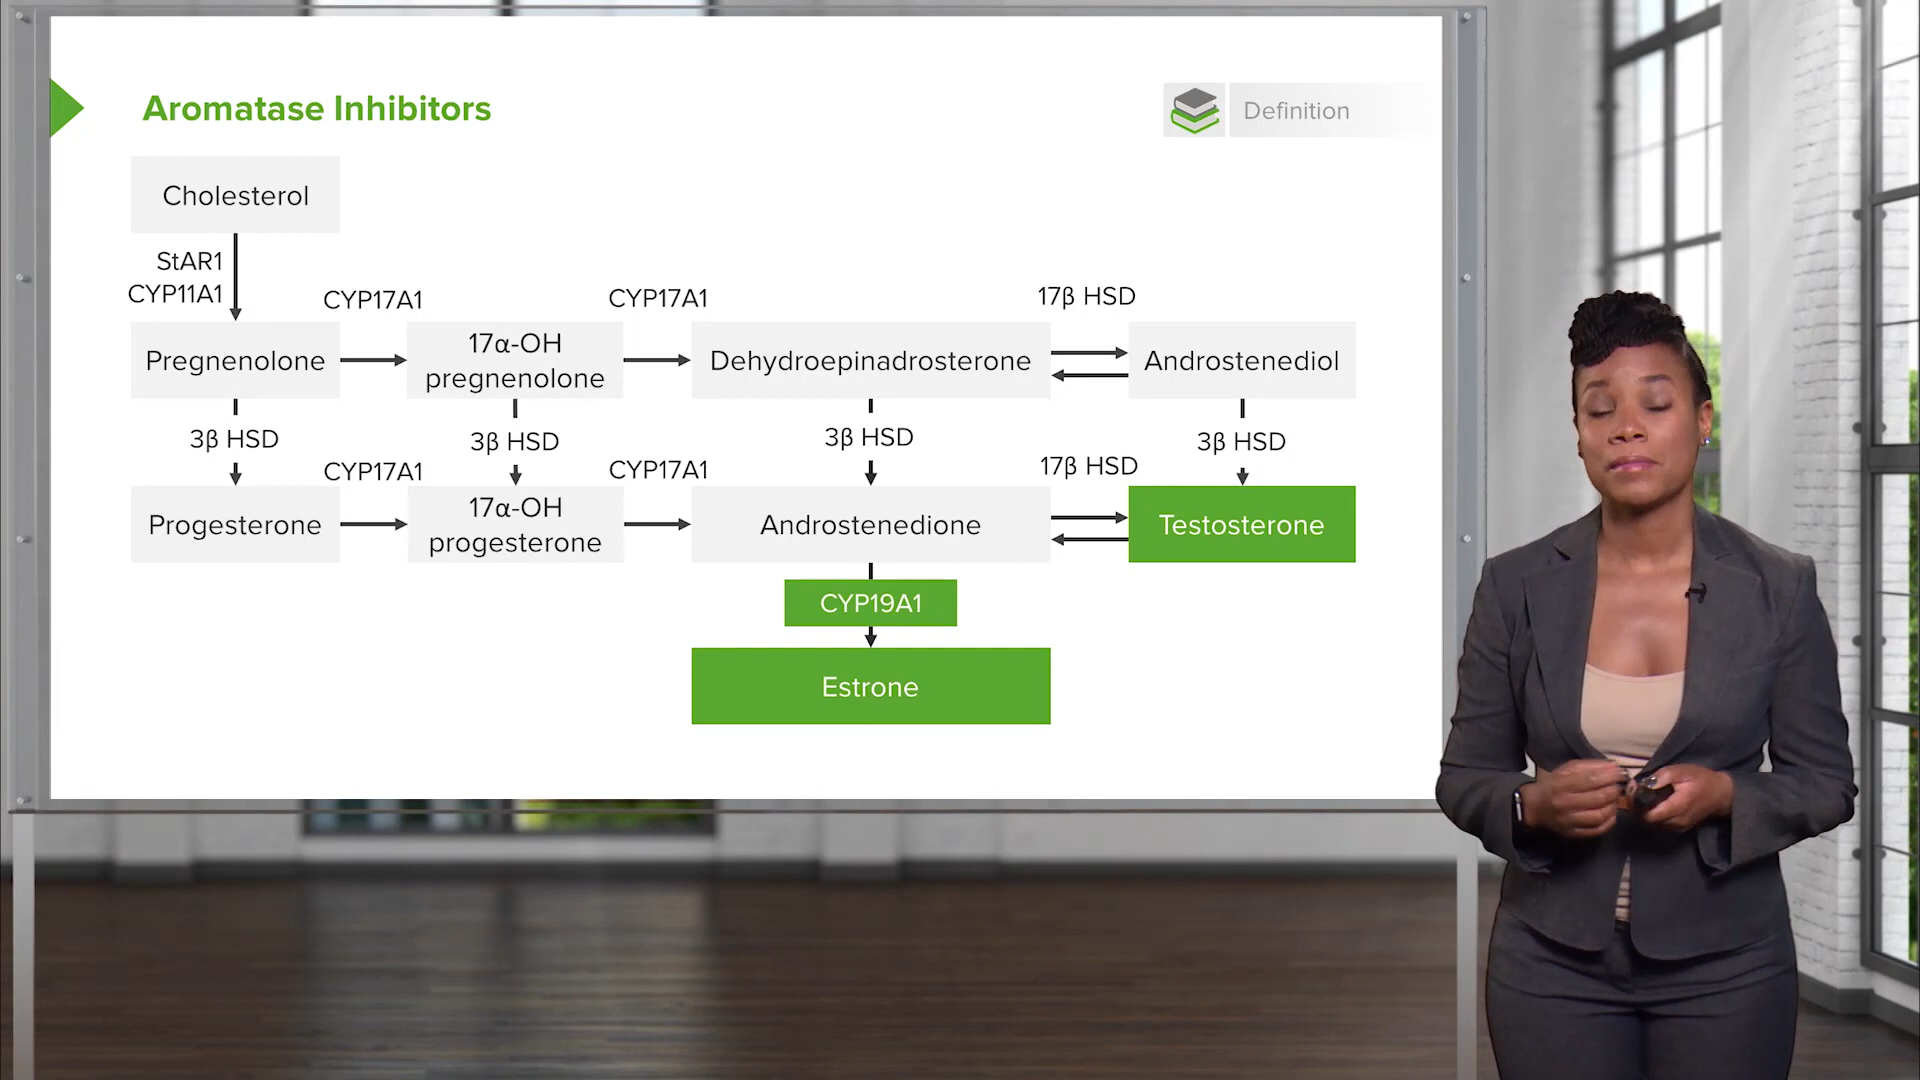 Aromatase Inhibitors
Definition
Cholesterol
StAR1
CYP11A1
CYP17A1
CYP17A1
17β HSD
Pregnenolone
17α-OH
pregnenolone
Dehydroepinadrosterone
Androstenediol
3β HSD
3β HSD
3β HSD
3β HSD
CYP17A1
CYP17A1
17β HSD
Progesterone
17α-OH
progesterone
Androstenedione
Testosterone
CYP19A1
Estrone